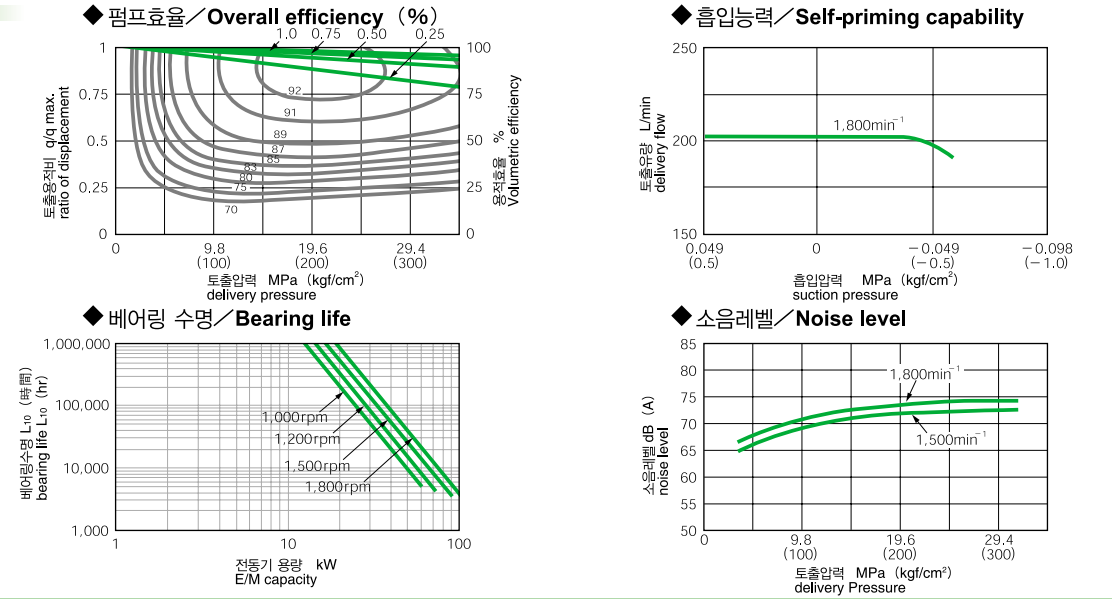 ◆ 펌프효율／Overall efficiency（%）
1.0 0.75 0.50 0.25
1
0.75
0.5
0.25
0
100
75
50
25
0
92
91
89
87
85
83
80
75
70
토출용적비 q/q max.
ratio of displacement
용적효율 %
Volumetric efficiency
0 9.8 19.6 29.4
(100) (200) (300)
토출압력 MPa（kgf/cm²）
delivery pressure
◆ 흡입능력／Self-priming capability
250
200
150
1,800min⁻¹
토출유량 L/min
delivery flow
0.049 0 −0.049 −0.098
(0.5) (−0.5) (−1.0)
흡입압력 MPa（kgf/cm²）
suction pressure
◆ 베어링 수명／Bearing life
1,000,000
100,000
10,000
1,000
1,000rpm
1,200rpm
1,500rpm
1,800rpm
베어링수명 L₁₀（時間）
bearing life L₁₀（hr）
1 10 100
전동기 용량 kW
E/M capacity
◆ 소음레벨／Noise level
85
80
75
70
65
60
55
50
1,800min⁻¹
1,500min⁻¹
소음레벨 dB（A）
noise level
0 9.8 19.6 29.4
(100) (200) (300)
토출압력 MPa（kgf/cm²）
delivery Pressure